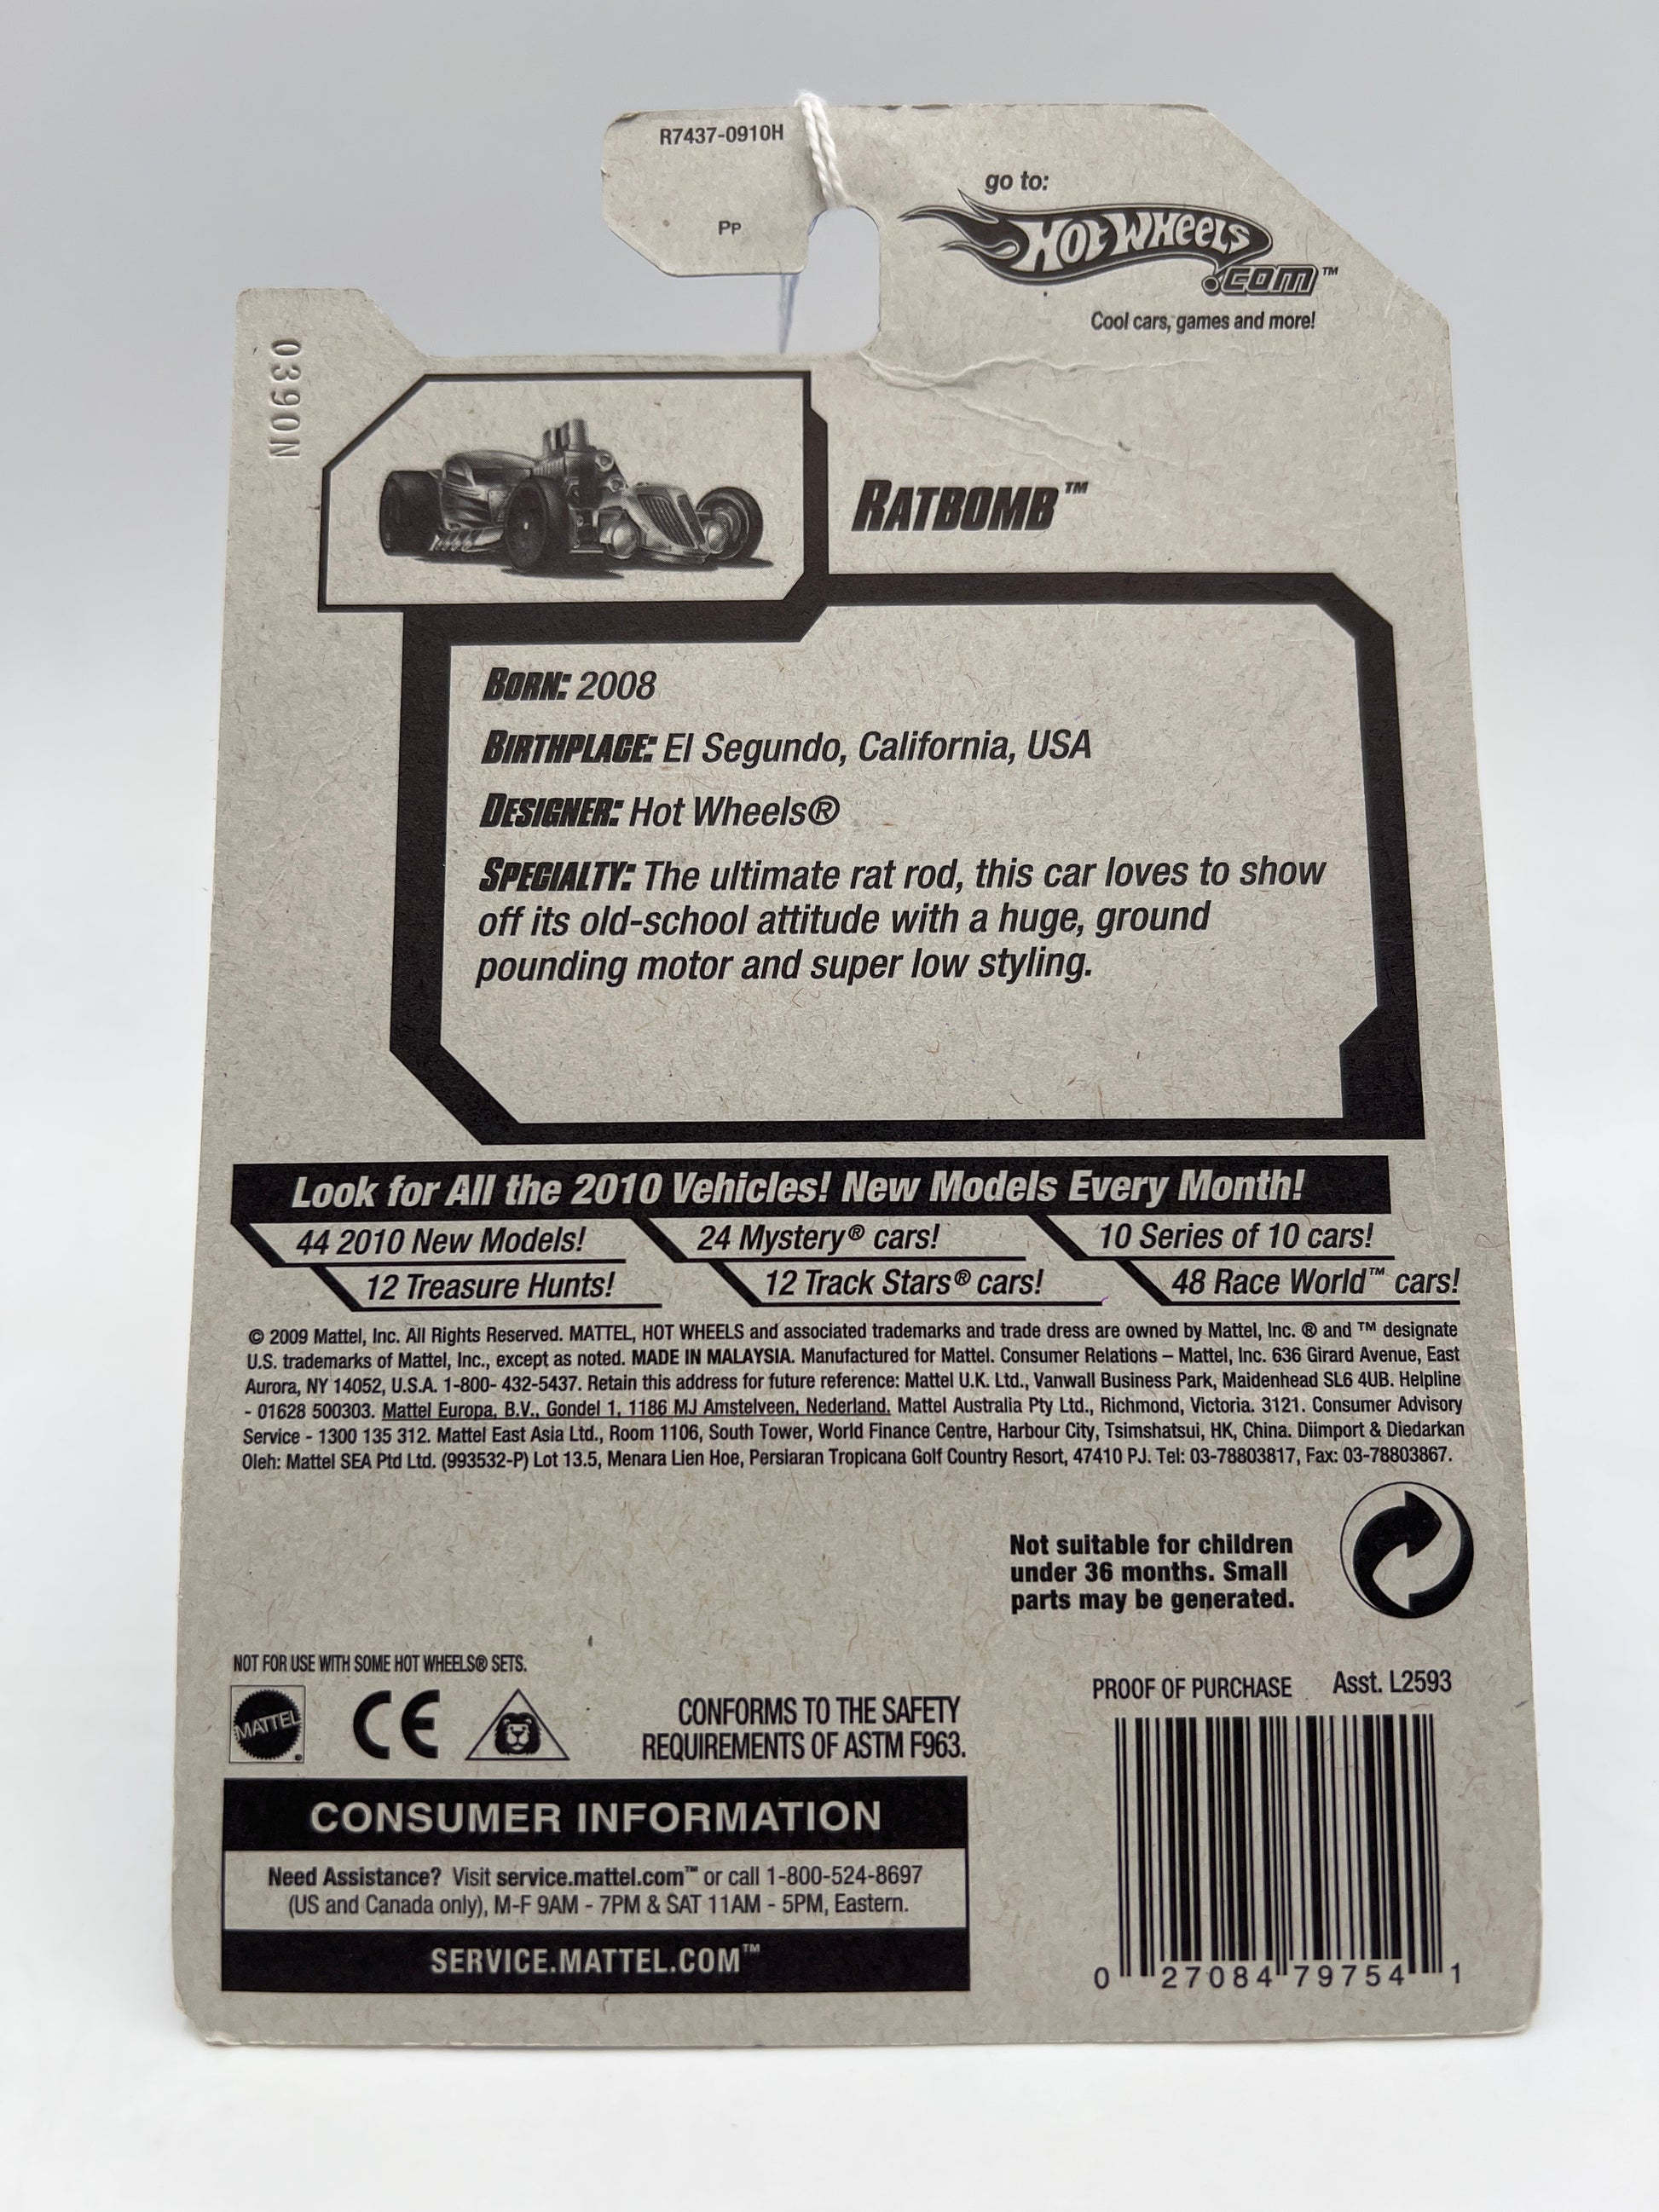 R7437-0910H
PP
go to:
HOT WHEELS
.COM™
Cool cars, games and more!
0390N
RATBOMB™
BORN: 2008
BIRTHPLACE: El Segundo, California, USA
DESIGNER: Hot Wheels®
SPECIALTY: The ultimate rat rod, this car loves to show
off its old-school attitude with a huge, ground
pounding motor and super low styling.
Look for All the 2010 Vehicles! New Models Every Month!
44 2010 New Models!
24 Mystery® cars!
10 Series of 10 cars!
12 Treasure Hunts!
12 Track Stars® cars!
48 Race World™ cars!
© 2009 Mattel, Inc. All Rights Reserved. MATTEL, HOT WHEELS and associated trademarks and trade dress are owned by Mattel, Inc. ® and ™ designate
U.S. trademarks of Mattel, Inc., except as noted. MADE IN MALAYSIA. Manufactured for Mattel. Consumer Relations – Mattel, Inc. 636 Girard Avenue, East
Aurora, NY 14052, U.S.A. 1-800- 432-5437. Retain this address for future reference: Mattel U.K. Ltd., Vanwall Business Park, Maidenhead SL6 4UB. Helpline
- 01628 500303. Mattel Europa, B.V., Gondel 1, 1186 MJ Amstelveen, Nederland. Mattel Australia Pty Ltd., Richmond, Victoria. 3121. Consumer Advisory
Service - 1300 135 312. Mattel East Asia Ltd., Room 1106, South Tower, World Finance Centre, Harbour City, Tsimshatsui, HK, China. Diimport & Diedarkan
Oleh: Mattel SEA Ptd Ltd. (993532-P) Lot 13.5, Menara Lien Hoe, Persiaran Tropicana Golf Country Resort, 47410 PJ. Tel: 03-78803817, Fax: 03-78803867.
Not suitable for children
under 36 months. Small
parts may be generated.
NOT FOR USE WITH SOME HOT WHEELS® SETS.
MATTEL
CE
CONFORMS TO THE SAFETY
REQUIREMENTS OF ASTM F963.
PROOF OF PURCHASE Asst. L2593
CONSUMER INFORMATION
Need Assistance? Visit service.mattel.com™ or call 1-800-524-8697
(US and Canada only), M-F 9AM - 7PM & SAT 11AM - 5PM, Eastern.
SERVICE.MATTEL.COM™
0 27084 79754 1